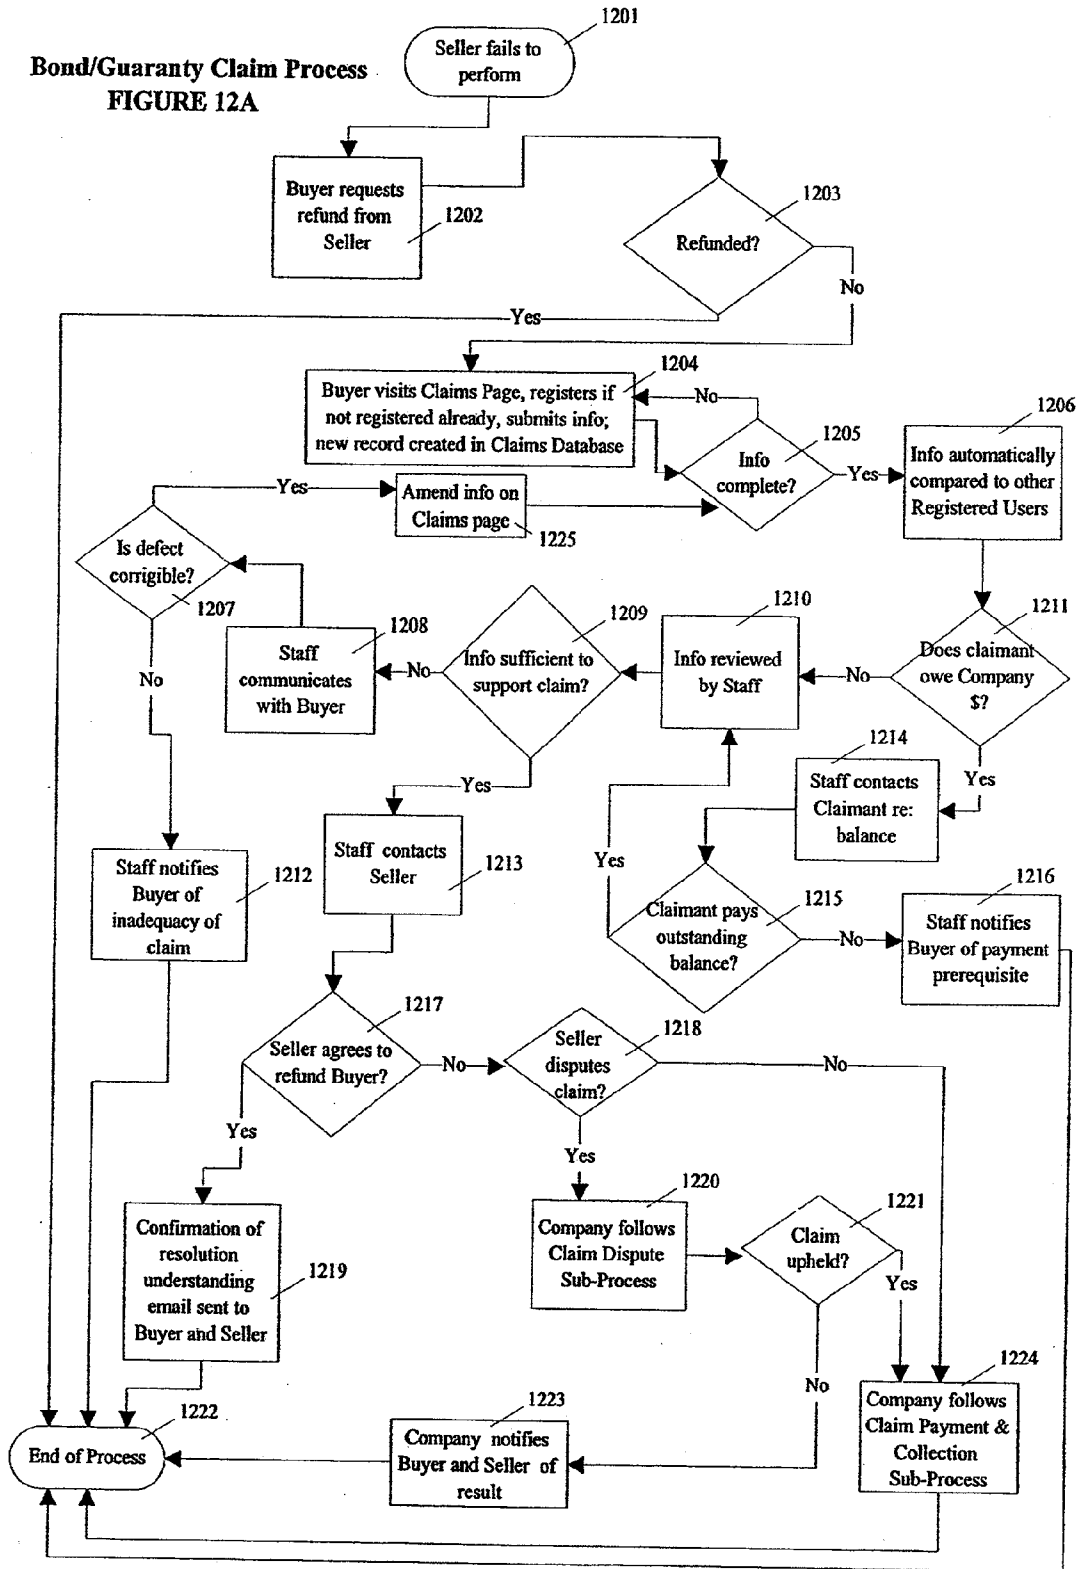 1201
Seller fails to
perform
Bond/Guaranty Claim Process
FIGURE 12A
Buyer requests
refund from
Seller
1202
1203
Refunded?
No
Yes
1204
Buyer visits Claims Page, registers if
not registered already, submits info;
new record created in Claims Database
No
1205
Info
complete?
Yes
1206
Info automatically
compared to other
Registered Users
Yes
Amend info on
Claims page
1225
Is defect
corrigible?
1207
No
1208
Staff
communicates
with Buyer
No
1209
Info sufficient to
support claim?
1210
Info reviewed
by Staff
No
1211
Does claimant
owe Company
$?
Yes
1214
Staff contacts
Claimant re:
balance
Yes
Staff contacts
Seller
1213
Staff notifies
Buyer of
inadequacy of
claim
1212
Yes
Claimant pays
outstanding
balance?
1215
No
1216
Staff notifies
Buyer of payment
prerequisite
1217
Seller agrees to
refund Buyer?
No
1218
Seller
disputes
claim?
No
Yes
Yes
1220
Company follows
Claim Dispute
Sub-Process
1221
Claim
upheld?
Yes
Confirmation of
resolution
understanding
email sent to
Buyer and Seller
1219
No
1224
Company follows
Claim Payment &
Collection
Sub-Process
1222
End of Process
1223
Company notifies
Buyer and Seller of
result